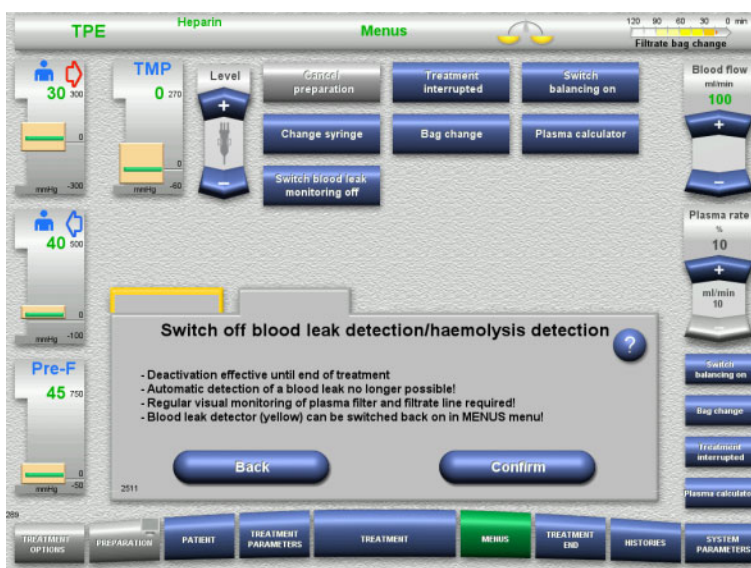 TPE
Heparin
Menus
120 90 60 30 0 min
Filtrate bag change
30 300
0
mmHg -300
TMP
0 270
0
mmHg -60
Level
+
−
Cancel
preparation
Treatment
interrupted
Switch
balancing on
Change syringe
Bag change
Plasma calculator
Switch blood leak
monitoring off
Blood flow
ml/min
100
+
−
40 500
0
mmHg -100
Plasma rate
%
10
+
ml/min
10
−
Pre-F
45 750
0
mmHg -50
Switch off blood leak detection/haemolysis detection
?
- Deactivation effective until end of treatment
- Automatic detection of a blood leak no longer possible!
- Regular visual monitoring of plasma filter and filtrate line required!
- Blood leak detector (yellow) can be switched back on in MENUS menu!
Back
Confirm
2511
Switch
balancing on
Bag change
Treatment
interrupted
Plasma calculato
289
TREATMENT
OPTIONS
PREPARATION
PATIENT
TREATMENT
PARAMETERS
TREATMENT
MENUS
TREATMENT
END
HISTORIES
SYSTEM
PARAMETERS